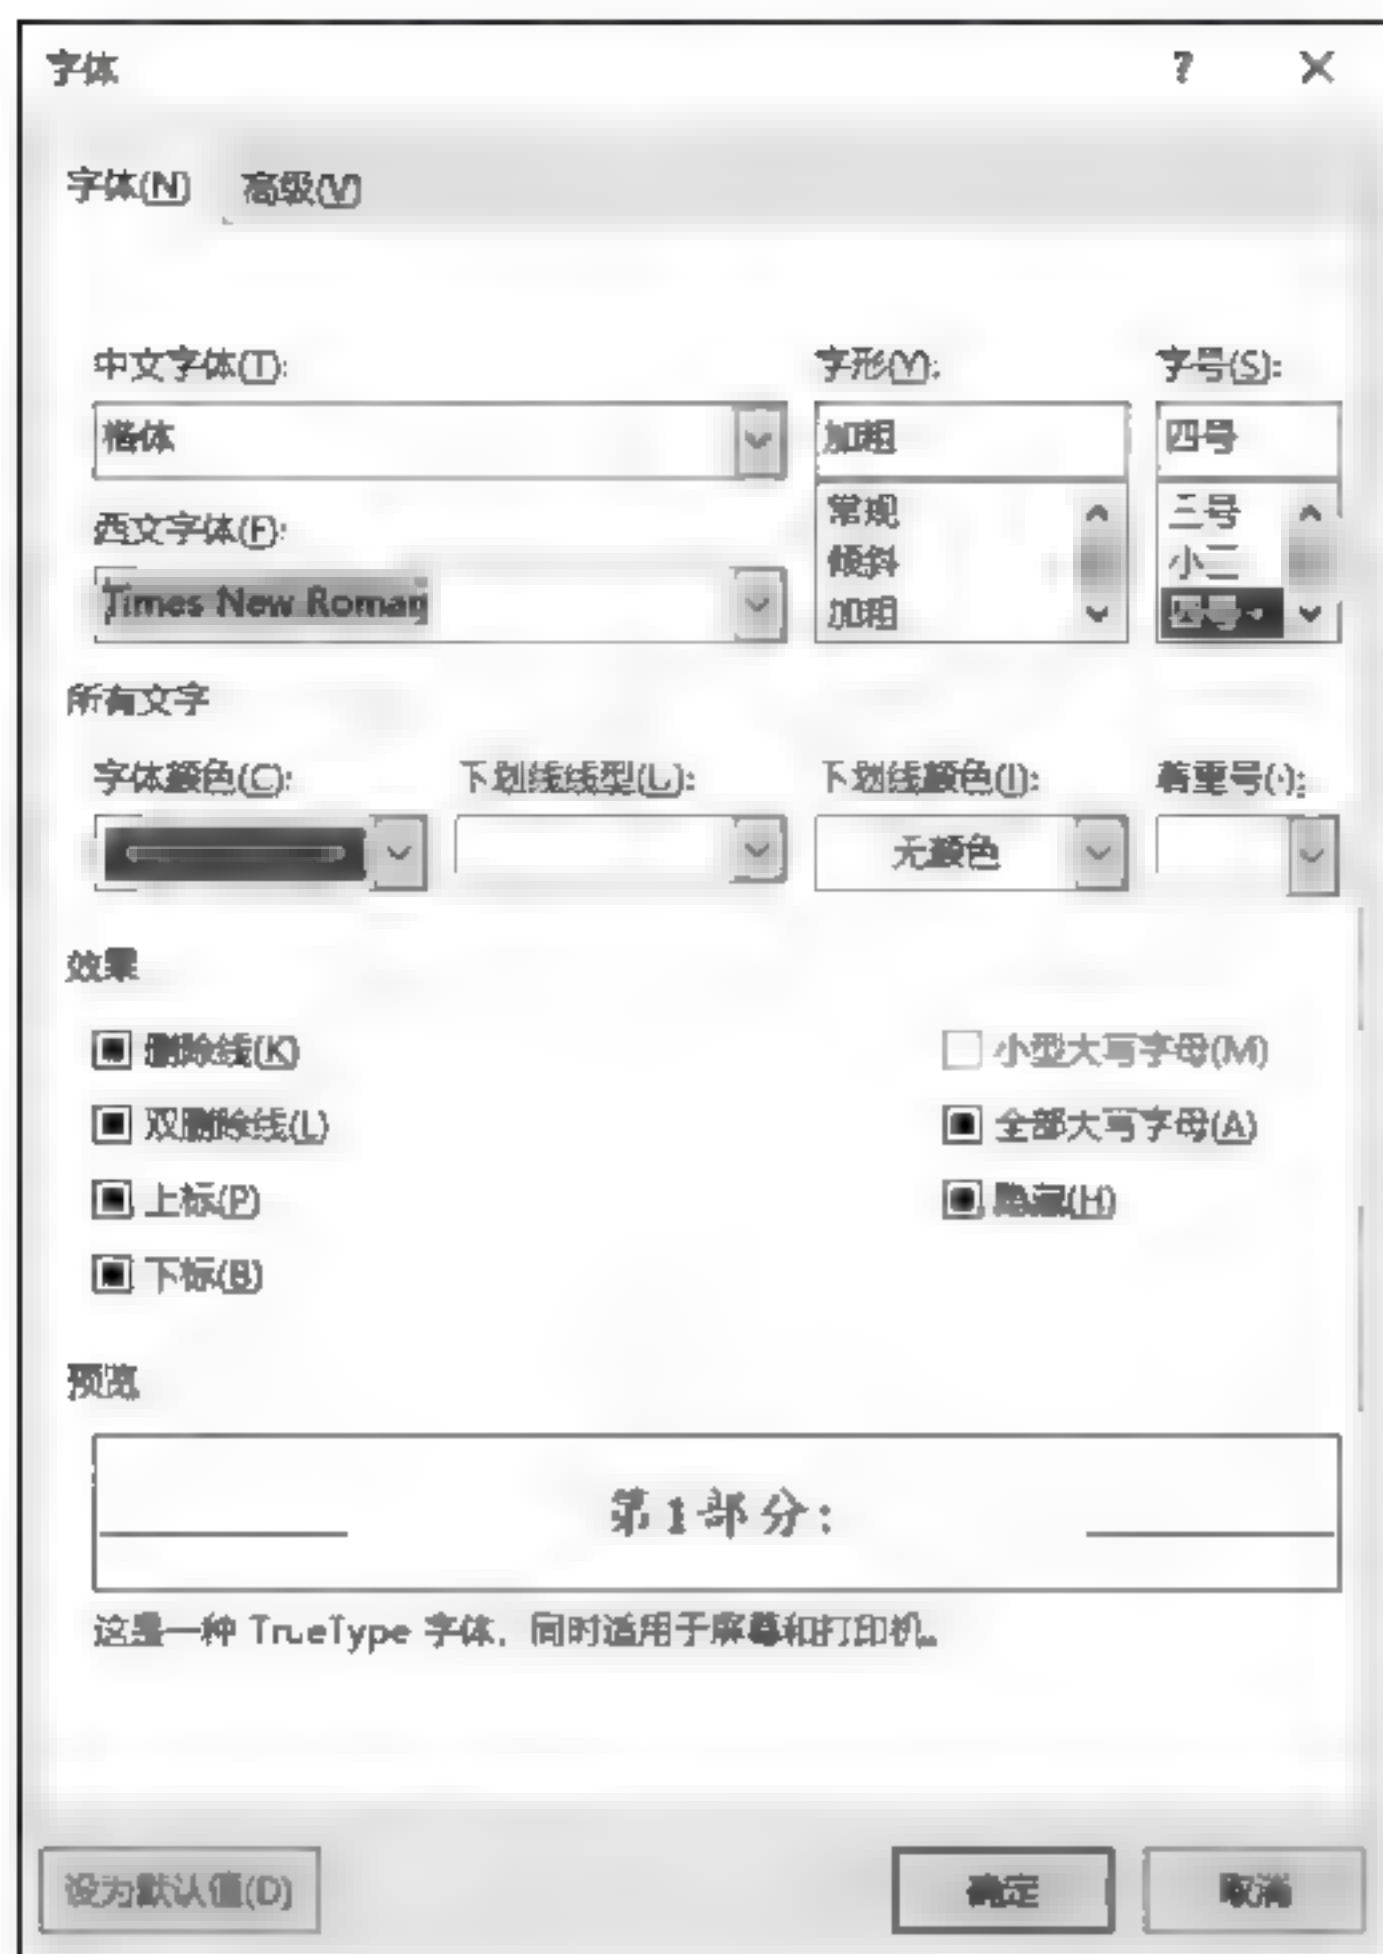 字体 ? ×
字体(N) 高级(V)
中文字体(T): 字形(Y): 字号(S):
楷体 加粗 四号
常规 三号
西文字体(F): 倾斜 小三
Times New Roman 加粗 四号
所有文字
字体颜色(C): 下划线线型(U): 下划线颜色(I): 着重号(·):
无颜色
效果
删除线(K) 小型大写字母(M)
双删除线(L) 全部大写字母(A)
上标(P) 隐藏(H)
下标(B)
预览
第1部分:
这是一种 TrueType 字体, 同时适用于屏幕和打印机。
设为默认值(D) 确定 取消